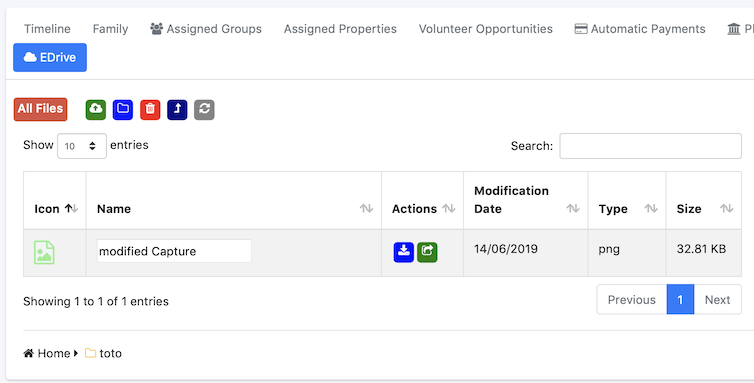 Timeline Family Assigned Groups Assigned Properties Volunteer Opportunities Automatic Payments
EDrive
All Files
Show 10 entries Search:
Icon Name Actions Modification Date Type Size
modified Capture 14/06/2019 png 32.81 KB
Showing 1 to 1 of 1 entries Previous 1 Next
Home toto